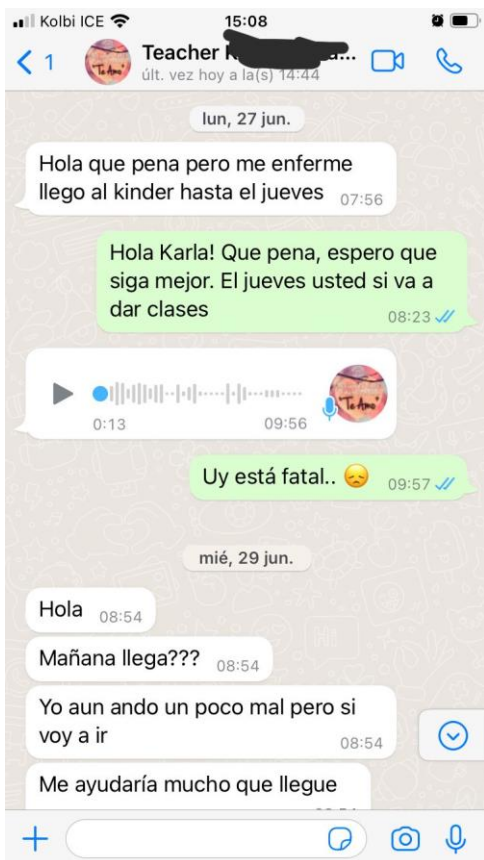 Kolbi ICE 15:08
1 Teacher
últ. vez hoy a la(s) 14:44
lun, 27 jun.
Hola que pena pero me enferme
llego al kinder hasta el jueves 07:56
Hola Karla! Que pena, espero que
siga mejor. El jueves usted si va a
dar clases
08:23
Te Amo
0:13 09:56
Uy está fatal.. 😞 09:57
mié, 29 jun.
Hola 08:54
Mañana llega??? 08:54
Yo aun ando un poco mal pero si
voy a ir
08:54
Me ayudaría mucho que llegue